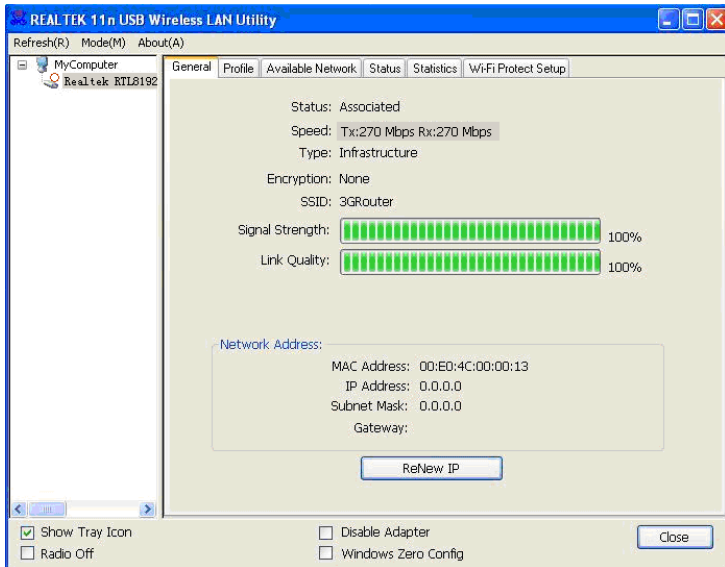 REALTEK 11n USB Wireless LAN Utility
Refresh(R) Mode(M) About(A)
MyComputer
Realtek RTL8192
General Profile Available Network Status Statistics Wi-Fi Protect Setup
Status: Associated
Speed: Tx:270 Mbps Rx:270 Mbps
Type: Infrastructure
Encryption: None
SSID: 3GRouter
Signal Strength: 100%
Link Quality: 100%
Network Address:
MAC Address: 00:E0:4C:00:00:13
IP Address: 0.0.0.0
Subnet Mask: 0.0.0.0
Gateway:
ReNew IP
Show Tray Icon Disable Adapter Close
Radio Off Windows Zero Config